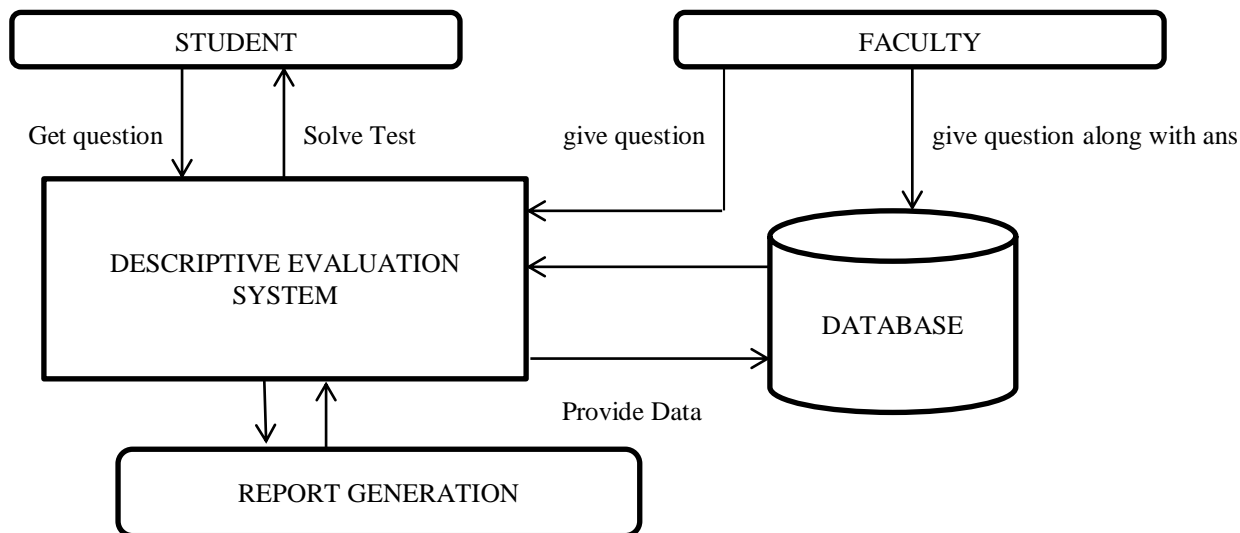 STUDENT
FACULTY
Get question
Solve Test
give question
give question along with ans
DESCRIPTIVE EVALUATION
SYSTEM
DATABASE
Provide Data
REPORT GENERATION